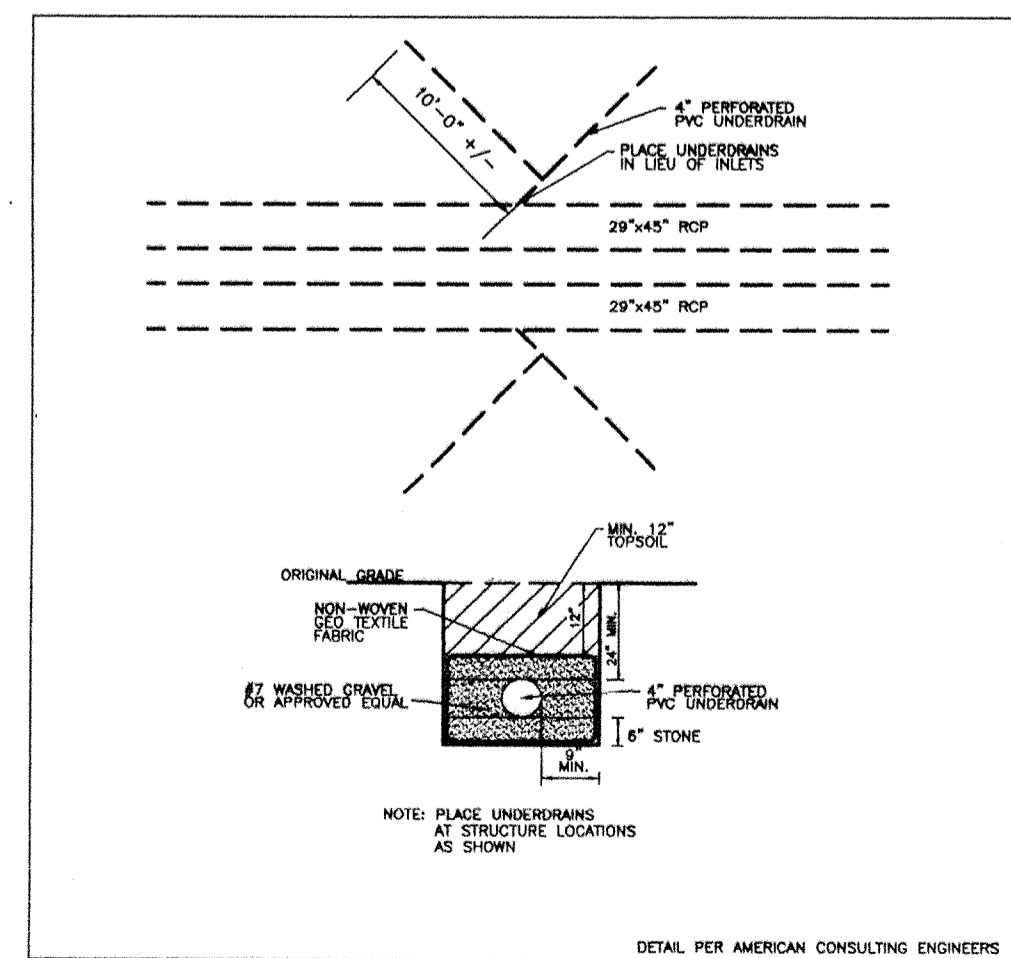 10'-0" +/-
4" PERFORATED
PVC UNDERDRAIN
PLACE UNDERDRAINS
IN LIEU OF INLETS
29"x45" RCP
29"x45" RCP
MIN. 12"
TOPSOIL
ORIGINAL GRADE
NON-WOVEN
GEO TEXTILE
FABRIC
12"
24" MIN.
#7 WASHED GRAVEL
OR APPROVED EQUAL
4" PERFORATED
PVC UNDERDRAIN
6" STONE
9"
MIN.
NOTE: PLACE UNDERDRAINS
AT STRUCTURE LOCATIONS
AS SHOWN
DETAIL PER AMERICAN CONSULTING ENGINEERS